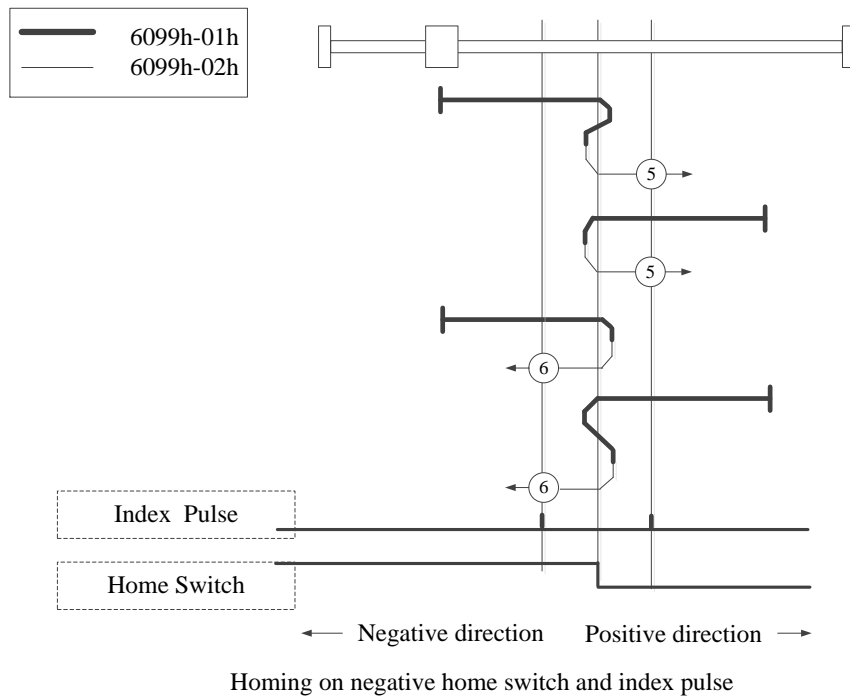 6099h-01h
6099h-02h
5
5
6
6
Index Pulse
Home Switch
Negative direction Positive direction
Homing on negative home switch and index pulse